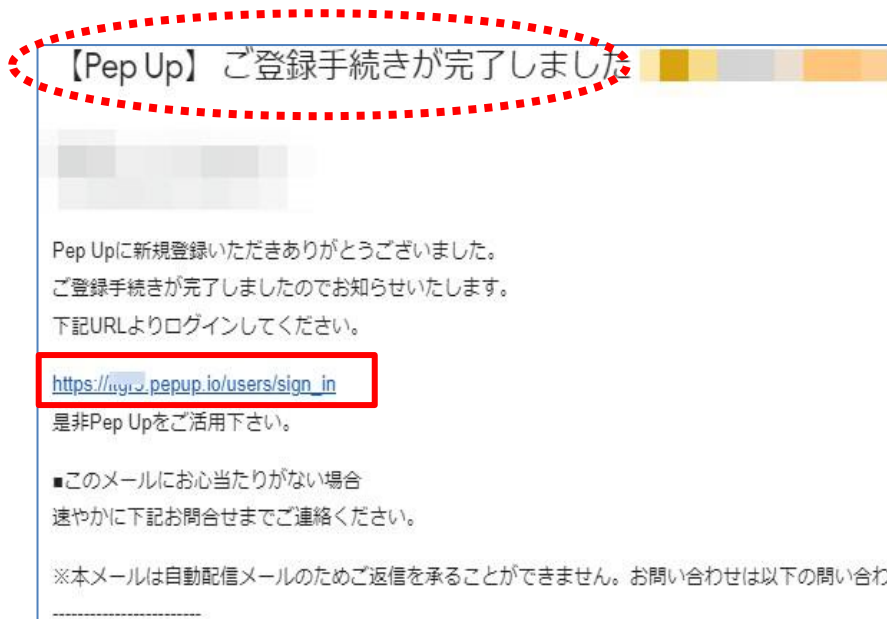 【Pep Up】 ご登録手続きが完了しました
Pep Upに新規登録いただきありがとうございました。
ご登録手続きが完了しましたのでお知らせいたします。
下記URLよりログインしてください。
https:// .pepup.io/users/sign_in
是非Pep Upをご活用下さい。
■このメールにお心当たりがない場合
速やかに下記お問合せまでご連絡ください。
※本メールは自動配信メールのためご返信を承ることができません。お問い合わせは以下の問い合わ
------------------------